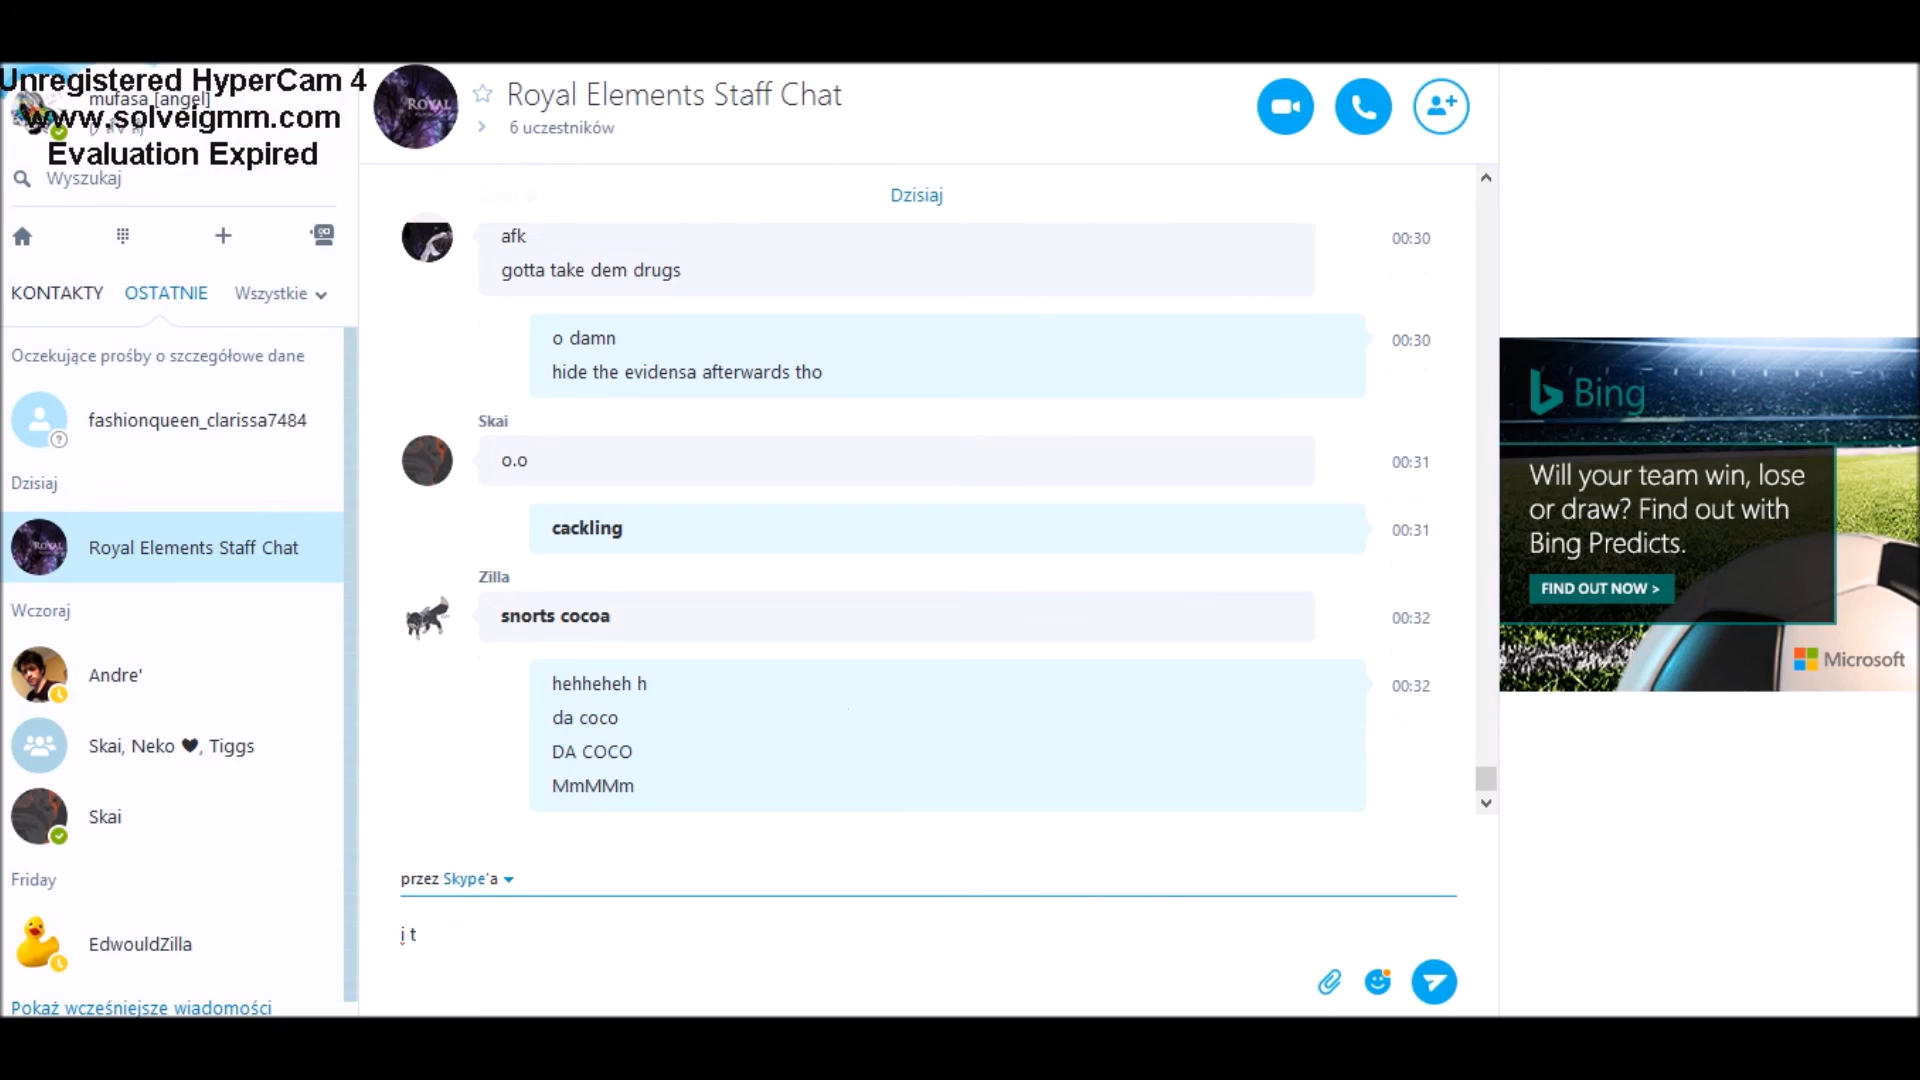 Unregistered HyperCam 4
mufasa [angel]
www.solveigmm.com
Evaluation Expired
Wyszukaj
KONTAKTY
OSTATNIE
Wszystkie
Oczekujące prośby o szczegółowe dane
fashionqueen_clarissa7484
Dzisiaj
Royal Elements Staff Chat
Wczoraj
Andre'
Skai, Neko 🖤, Tiggs
Skai
Friday
EdwouldZilla
Pokaż wcześniejsze wiadomości
ROYAL
Royal Elements Staff Chat
6 uczestników
Dzisiaj
afk 00:30
gotta take dem drugs
o damn 00:30
hide the evidensa afterwards tho
Skai
o.o 00:31
cackling 00:31
Zilla
snorts cocoa 00:32
hehheheh h 00:32
da coco
DA COCO
MmMMm
przez Skype'a
i t
Bing
Will your team win, lose
or draw? Find out with
Bing Predicts.
FIND OUT NOW >
Microsoft